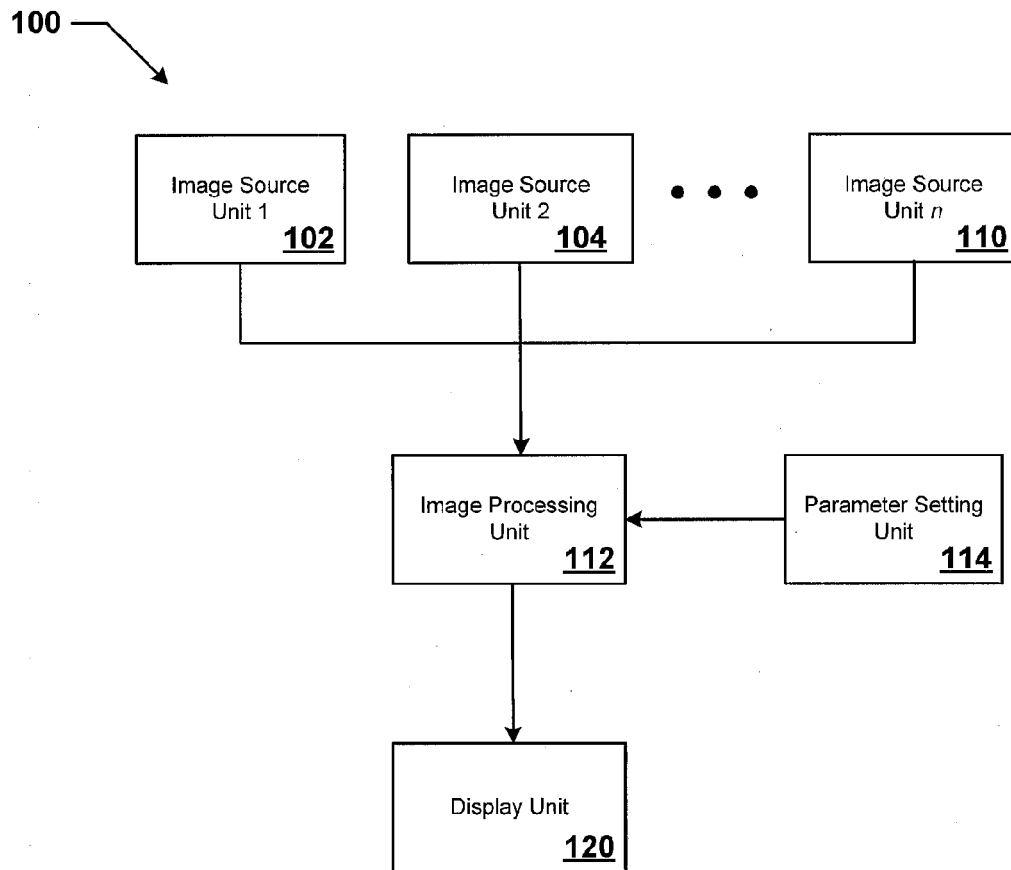 100
Image Source
Unit 1
102
Image Source
Unit 2
104
Image Source
Unit n
110
Image Processing
Unit
112
Parameter Setting
Unit
114
Display Unit
120